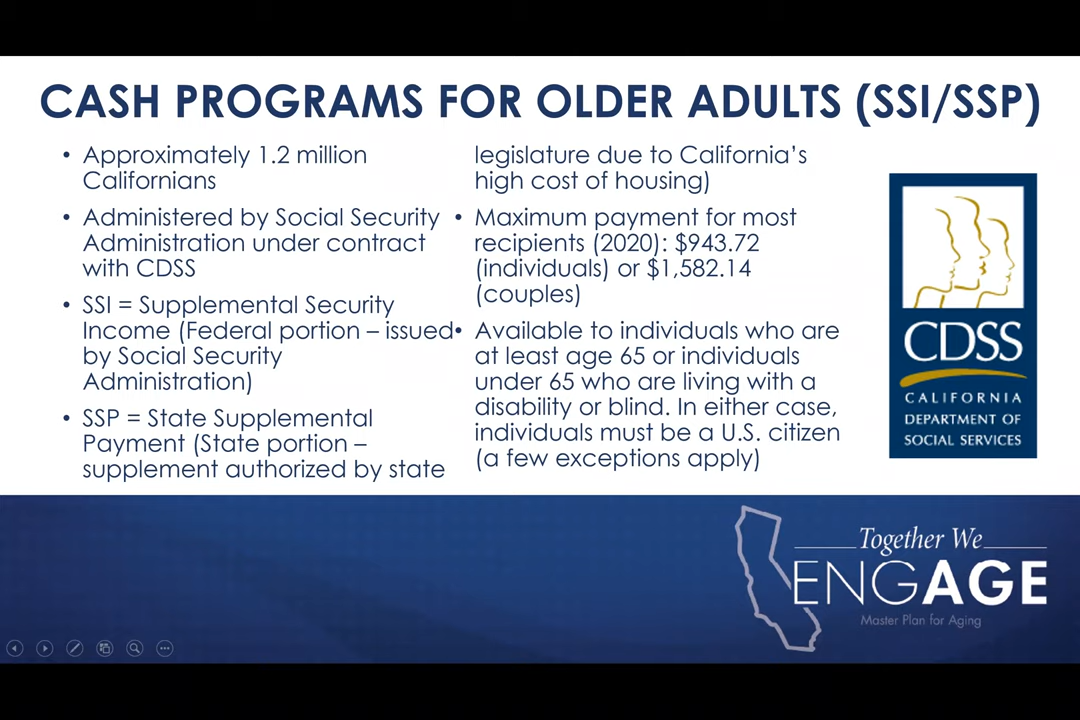 CASH PROGRAMS FOR OLDER ADULTS (SSI/SSP)
• Approximately 1.2 million
Californians
• Administered by Social Security
Administration under contract
with CDSS
• SSI = Supplemental Security
Income (Federal portion – issued
by Social Security
Administration)
• SSP = State Supplemental
Payment (State portion –
supplement authorized by state
legislature due to California’s
high cost of housing)
• Maximum payment for most
recipients (2020): $943.72
(individuals) or $1,582.14
(couples)
• Available to individuals who are
at least age 65 or individuals
under 65 who are living with a
disability or blind. In either case,
individuals must be a U.S. citizen
(a few exceptions apply)
CDSS
CALIFORNIA
DEPARTMENT OF
SOCIAL SERVICES
Together We
ENGAGE
Master Plan for Aging